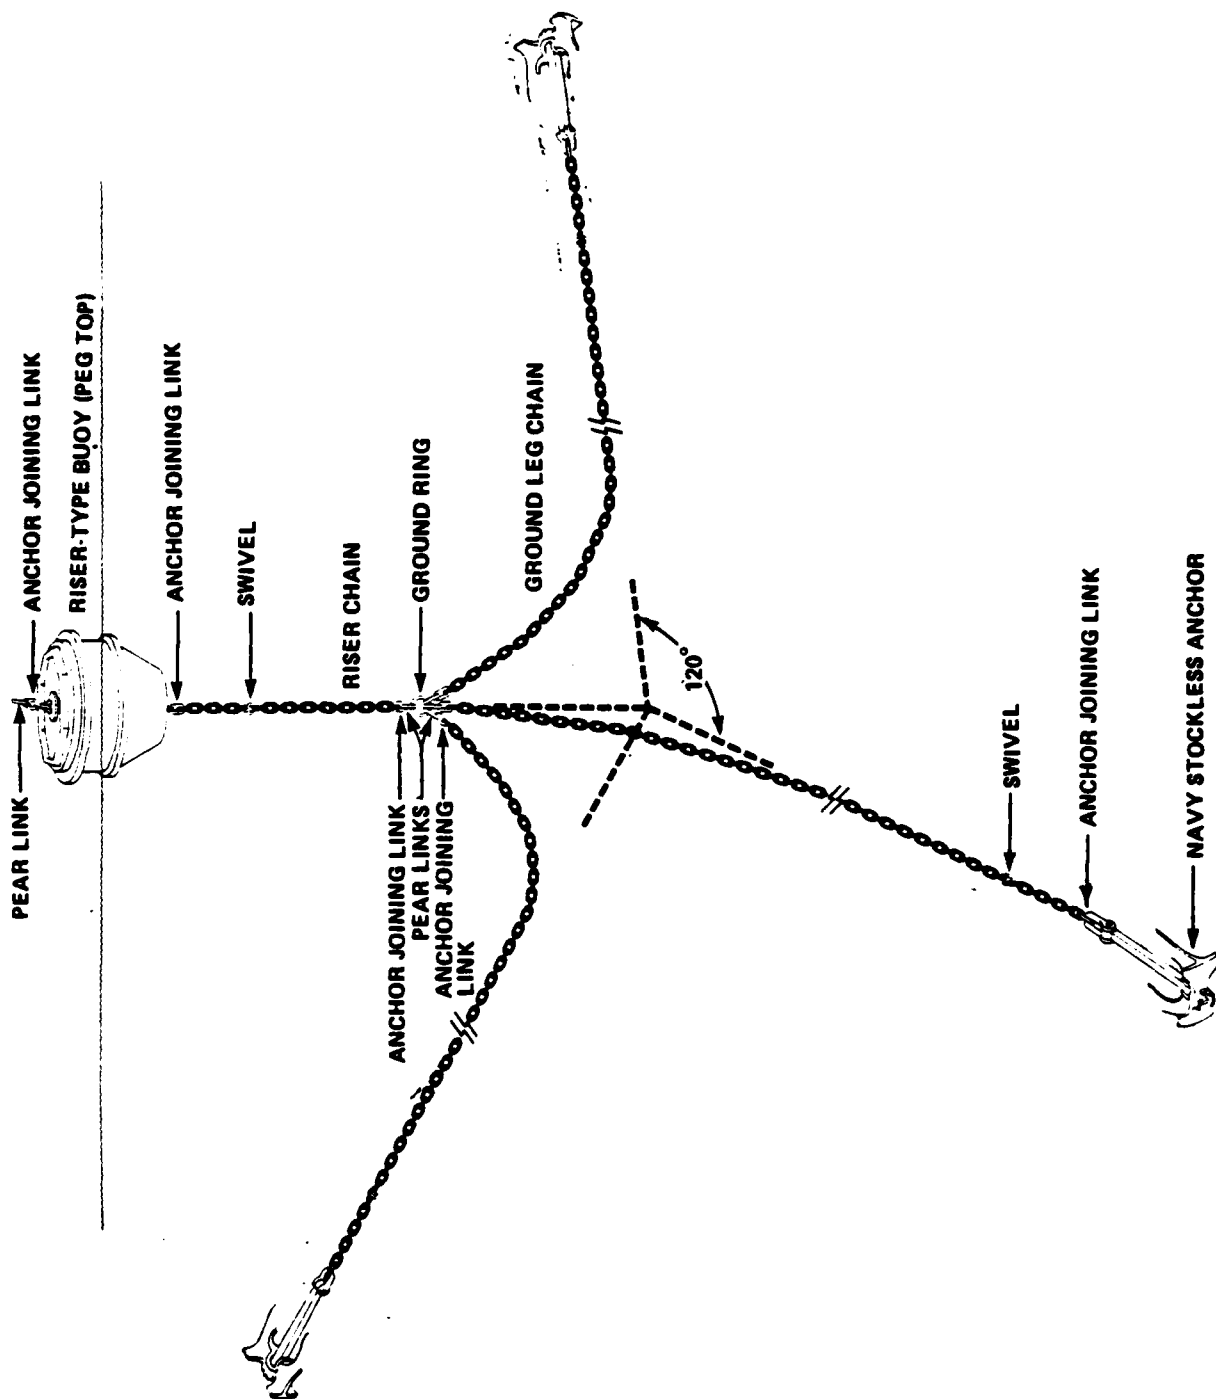 PEAR LINK
ANCHOR JOINING LINK
RISER-TYPE BUOY (PEG TOP)
ANCHOR JOINING LINK
SWIVEL
RISER CHAIN
ANCHOR JOINING LINK
PEAR LINKS
ANCHOR JOINING
LINK
GROUND RING
GROUND LEG CHAIN
120°
SWIVEL
ANCHOR JOINING LINK
NAVY STOCKLESS ANCHOR